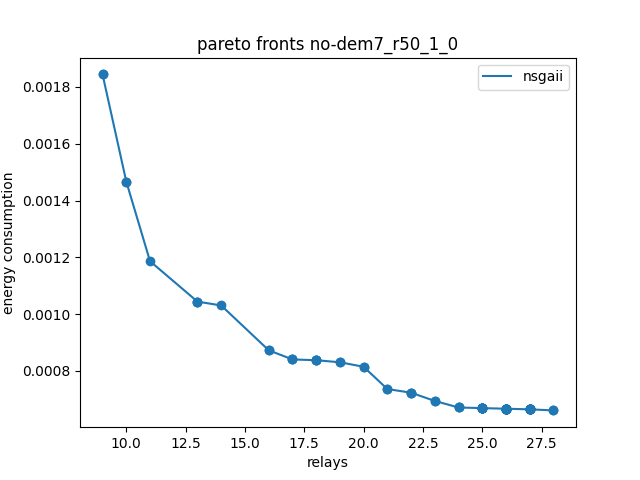 pareto fronts no-dem7_r50_1_0
nsgaii
0.0018
0.0016
0.0014
0.0012
0.0010
0.0008
energy consumption
10.0 12.5 15.0 17.5 20.0 22.5 25.0 27.5
relays